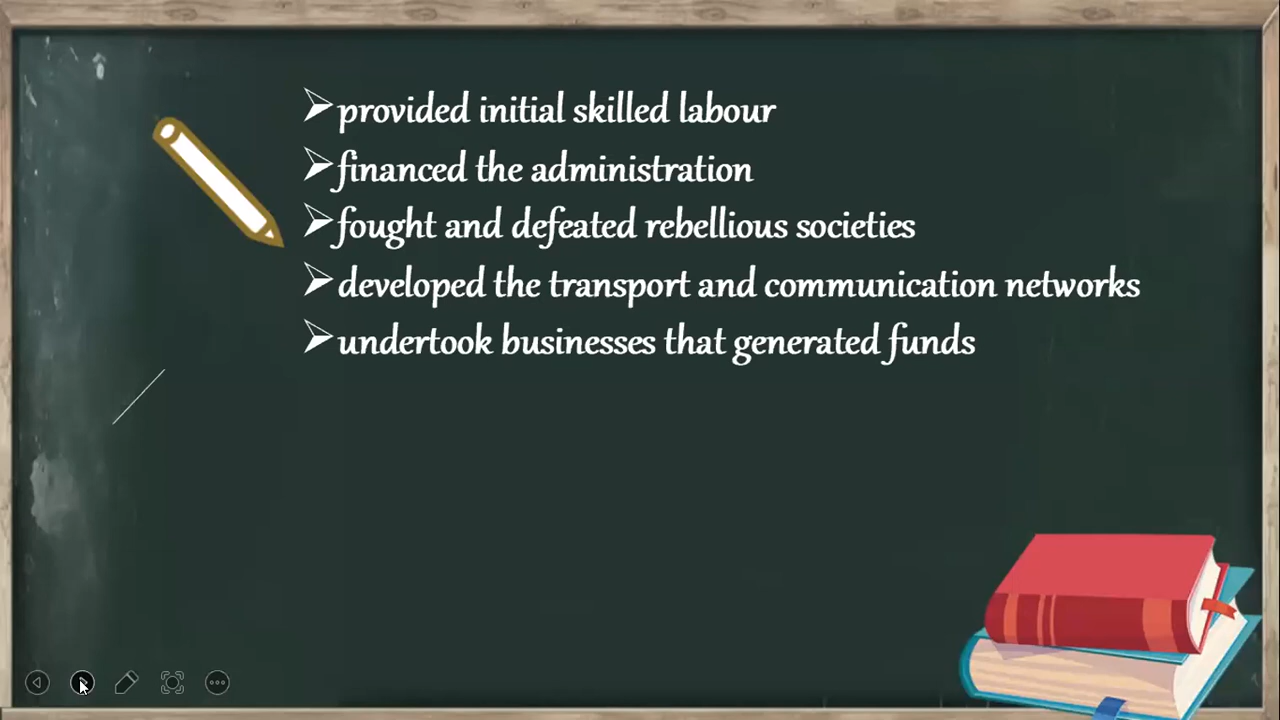 ➢provided initial skilled labour
➢financed the administration
➢fought and defeated rebellious societies
➢developed the transport and communication networks
➢undertook businesses that generated funds